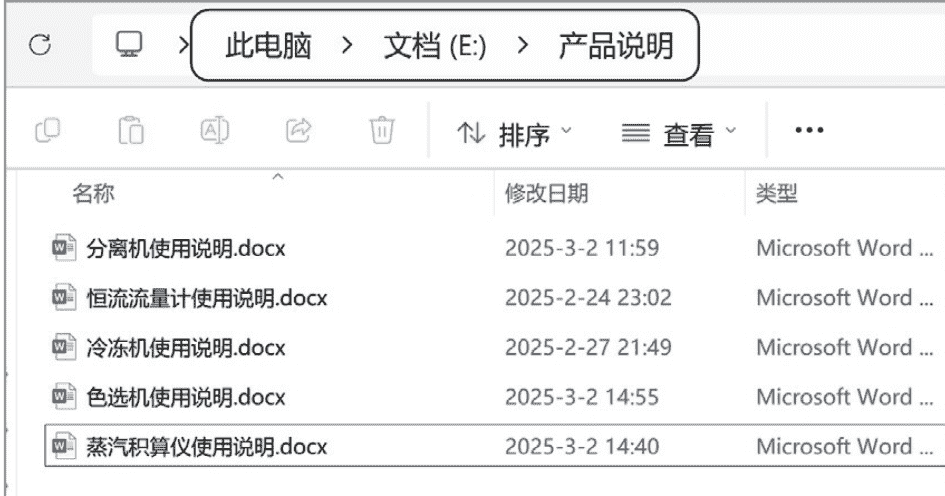 此电脑 > 文档 (E:) > 产品说明
排序 查看 •••
名称 修改日期 类型
分离机使用说明.docx 2025-3-2 11:59 Microsoft Word ...
恒流流量计使用说明.docx 2025-2-24 23:02 Microsoft Word ...
冷冻机使用说明.docx 2025-2-27 21:49 Microsoft Word ...
色选机使用说明.docx 2025-3-2 14:55 Microsoft Word ...
蒸汽积算仪使用说明.docx 2025-3-2 14:40 Microsoft Word ...